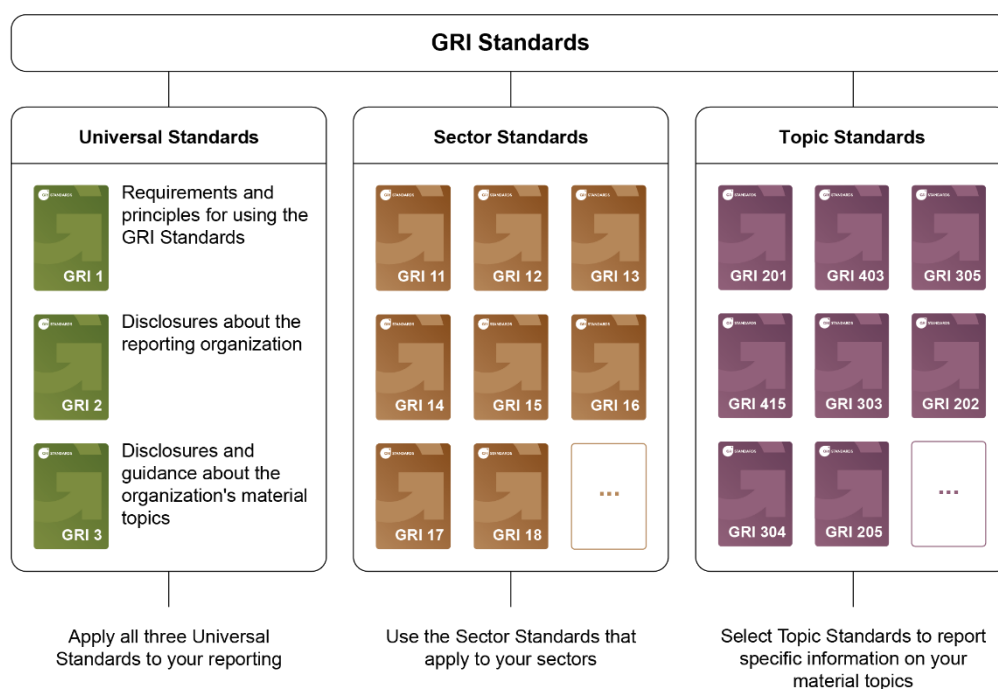 GRI Standards
Universal Standards
GRI 1
Requirements and
principles for using the
GRI Standards
GRI 2
Disclosures about the
reporting organization
GRI 3
Disclosures and
guidance about the
organization's material
topics
Apply all three Universal
Standards to your reporting
Sector Standards
GRI 11
GRI 12
GRI 13
GRI 14
GRI 15
GRI 16
GRI 17
GRI 18
...
Use the Sector Standards that
apply to your sectors
Topic Standards
GRI 201
GRI 403
GRI 305
GRI 415
GRI 303
GRI 202
GRI 304
GRI 205
...
Select Topic Standards to report
specific information on your
material topics